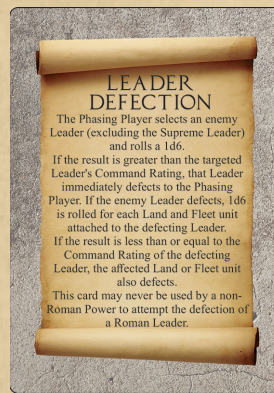 LEADER
DEFECTION
The Phasing Player selects an enemy
Leader (excluding the Supreme Leader)
and rolls a 1d6.
If the result is greater than the targeted
Leader's Command Rating, that Leader
immediately defects to the Phasing
Player. If the enemy Leader defects, 1d6
is rolled for each Land and Fleet unit
attached to the defecting Leader.
If the result is less than or equal to the
Command Rating of the defecting
Leader, the affected Land or Fleet unit
also defects.
This card may never be used by a non-
Roman Power to attempt the defection of
a Roman Leader.